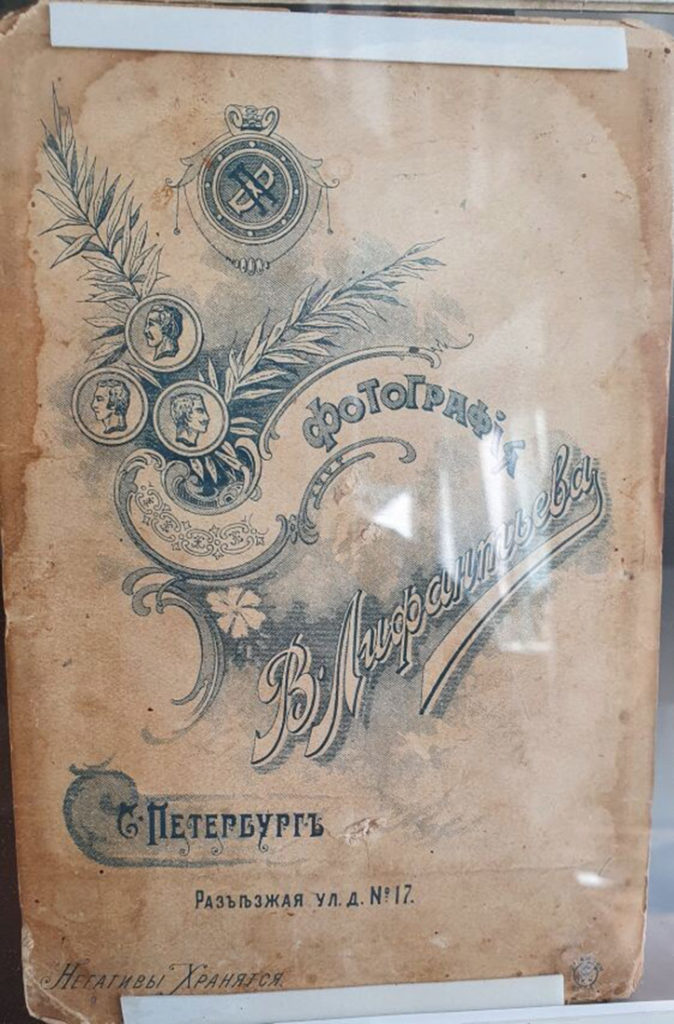 Фотографія
В. Лифантьева
С. Петербургъ
Разъѣзжая ул. д. № 17.
Негативы Хранятся.